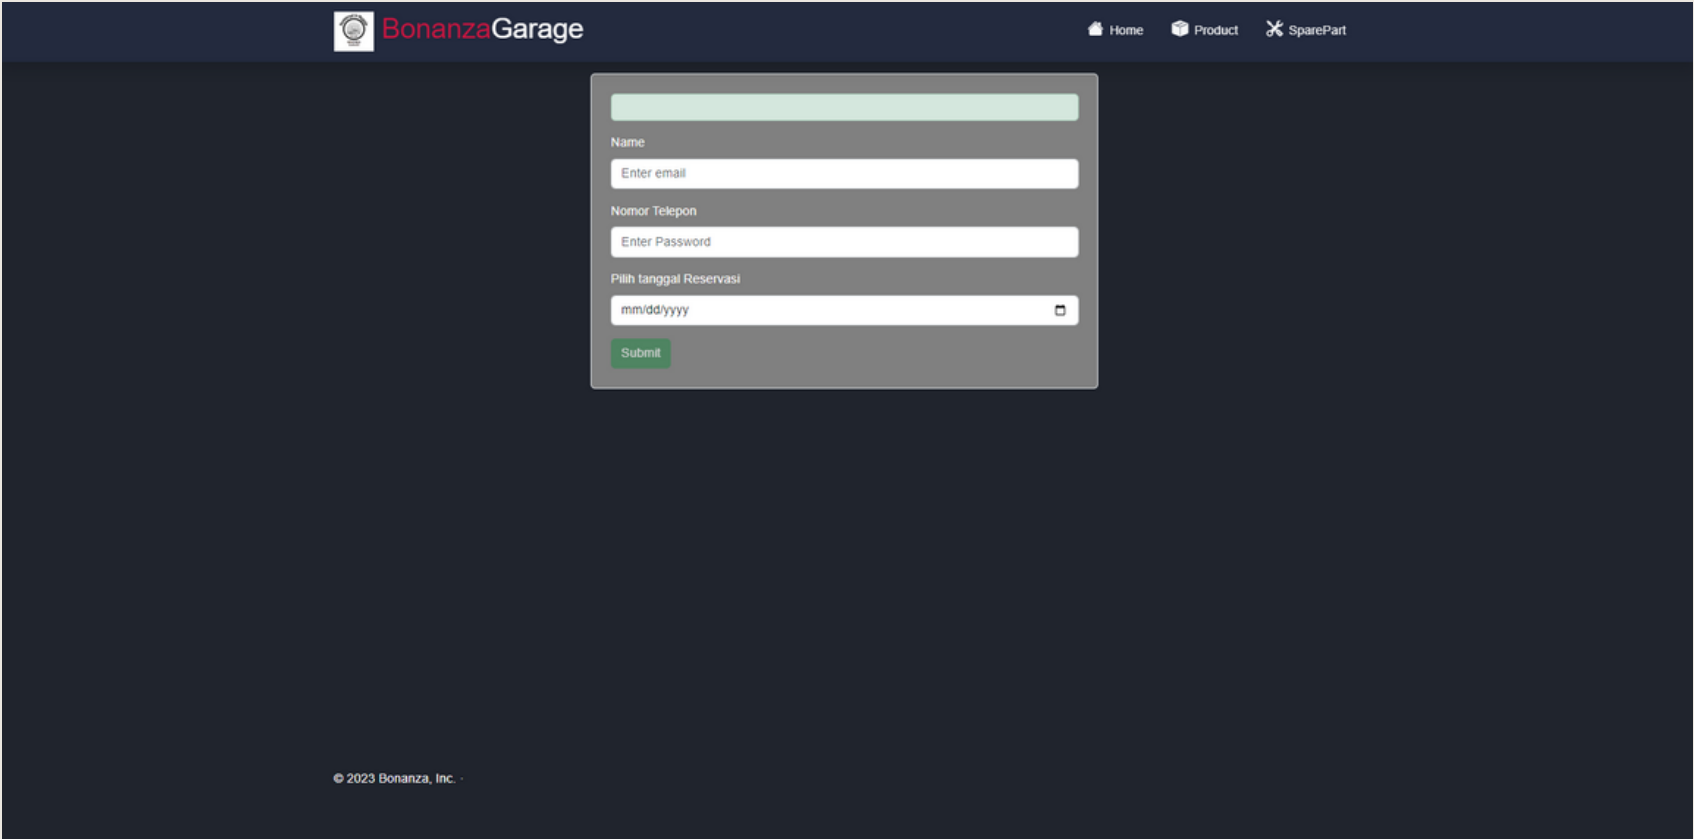 BonanzaGarage
Home
Product
SparePart
Name
Enter email
Nomor Telepon
Enter Password
Pilih tanggal Reservasi
mm/dd/yyyy
Submit
© 2023 Bonanza, Inc. ·